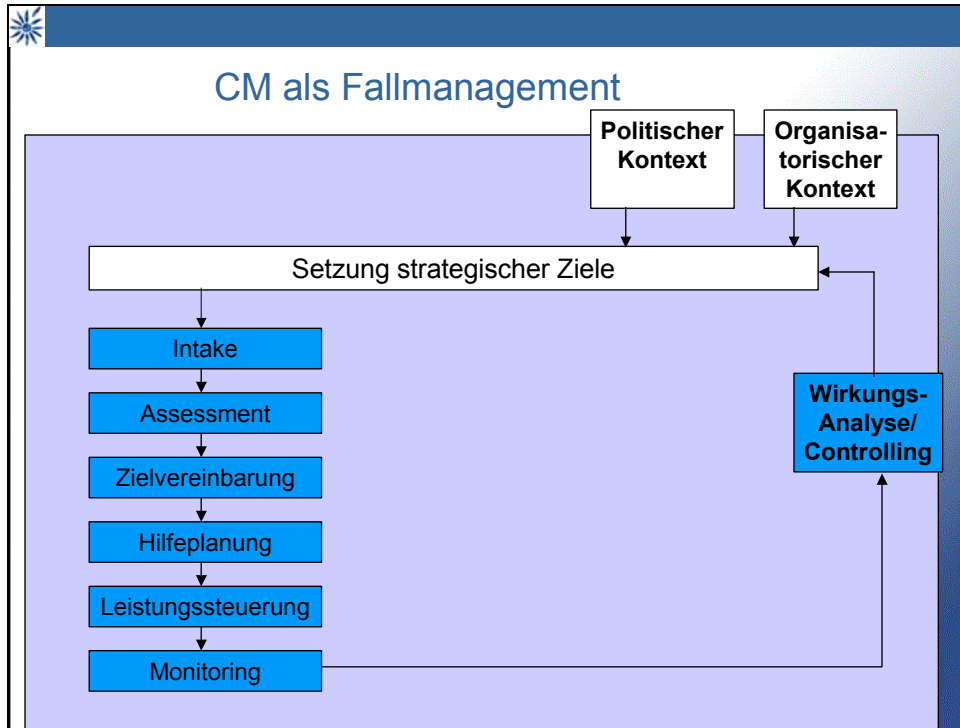 CM als Fallmanagement
Politischer
Kontext
Organisa-
torischer
Kontext
Setzung strategischer Ziele
Intake
Assessment
Zielvereinbarung
Hilfeplanung
Leistungssteuerung
Monitoring
Wirkungs-
Analyse/
Controlling